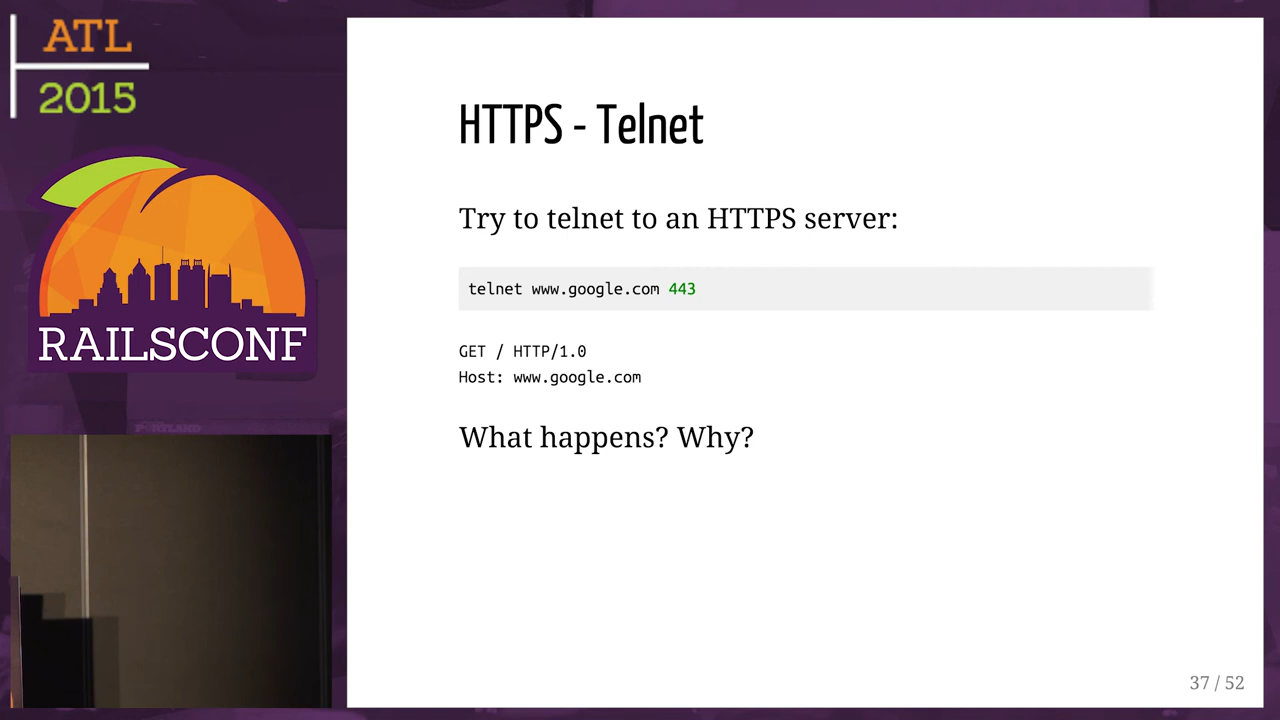 ATL
2015
RAILSCONF
HTTPS - Telnet
Try to telnet to an HTTPS server:
telnet www.google.com 443
GET / HTTP/1.0
Host: www.google.com
What happens? Why?
37 / 52
PORTLAND